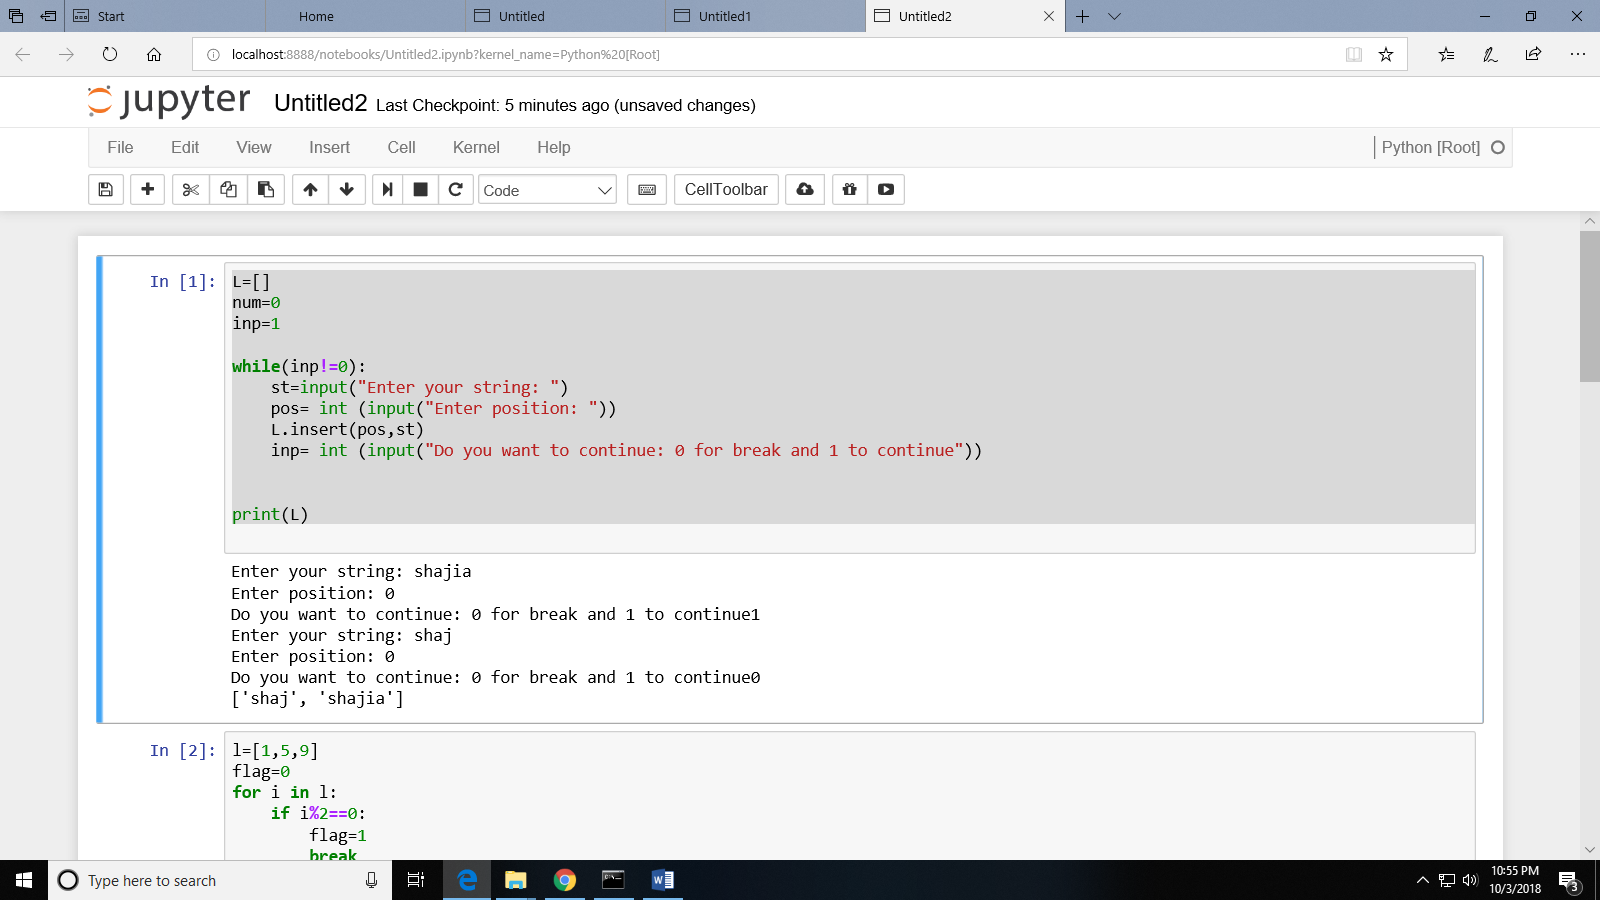 Start
Home
Untitled
Untitled1
Untitled2
localhost:8888/notebooks/Untitled2.ipynb?kernel_name=Python%20[Root]
jupyter Untitled2 Last Checkpoint: 5 minutes ago (unsaved changes)
File Edit View Insert Cell Kernel Help Python [Root]
Code CellToolbar
In [1]: L=[]
num=0
inp=1
while(inp!=0):
    st=input("Enter your string: ")
    pos= int (input("Enter position: "))
    L.insert(pos,st)
    inp= int (input("Do you want to continue: 0 for break and 1 to continue"))
print(L)
Enter your string: shajia
Enter position: 0
Do you want to continue: 0 for break and 1 to continue1
Enter your string: shaj
Enter position: 0
Do you want to continue: 0 for break and 1 to continue0
['shaj', 'shajia']
In [2]: l=[1,5,9]
flag=0
for i in l:
    if i%2==0:
        flag=1
        break
Type here to search
10:55 PM
10/3/2018
3